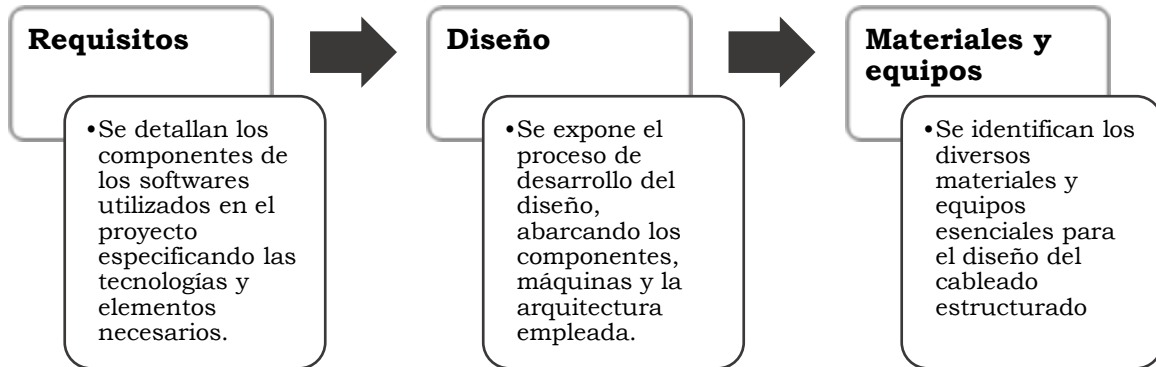 Requisitos
•Se detallan los
componentes de
los softwares
utilizados en el
proyecto
especificando las
tecnologías y
elementos
necesarios.
Diseño
•Se expone el
proceso de
desarrollo del
diseño,
abarcando los
componentes,
máquinas y la
arquitectura
empleada.
Materiales y
equipos
•Se identifican los
diversos
materiales y
equipos
esenciales para
el diseño del
cableado
estructurado